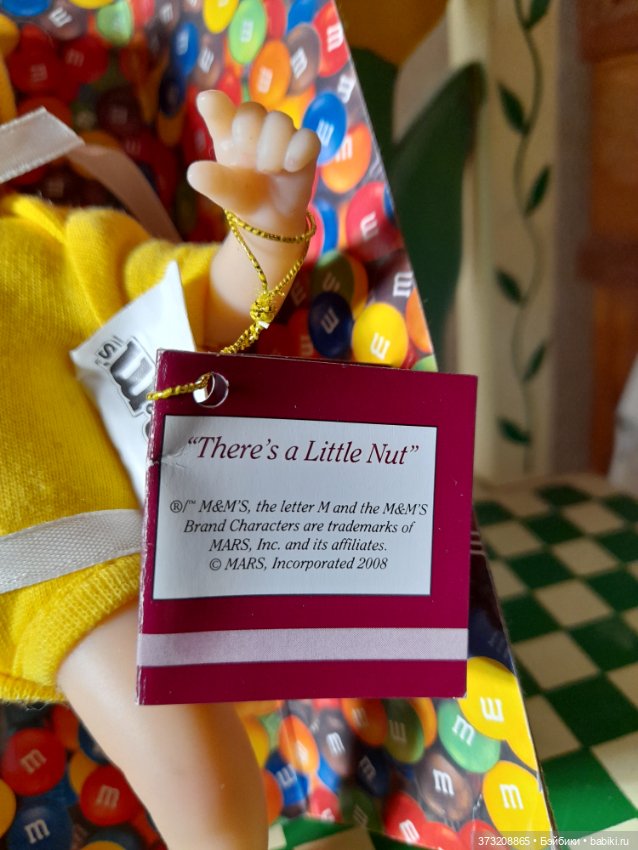 m&m's
"There's a Little Nut"
®/™ M&M'S, the letter M and the M&M'S
Brand Characters are trademarks of
MARS, Inc. and its affiliates.
© MARS, Incorporated 2008
373208865 • Бэйбики • babiki.ru